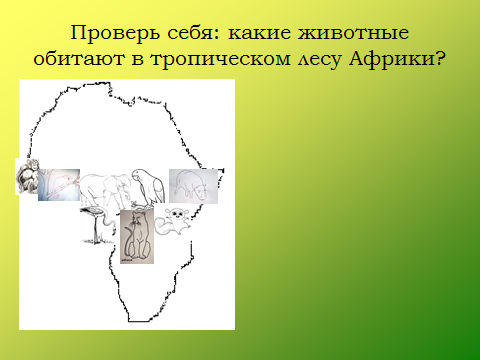 Проверь себя: какие животные
обитают в тропическом лесу Африки?